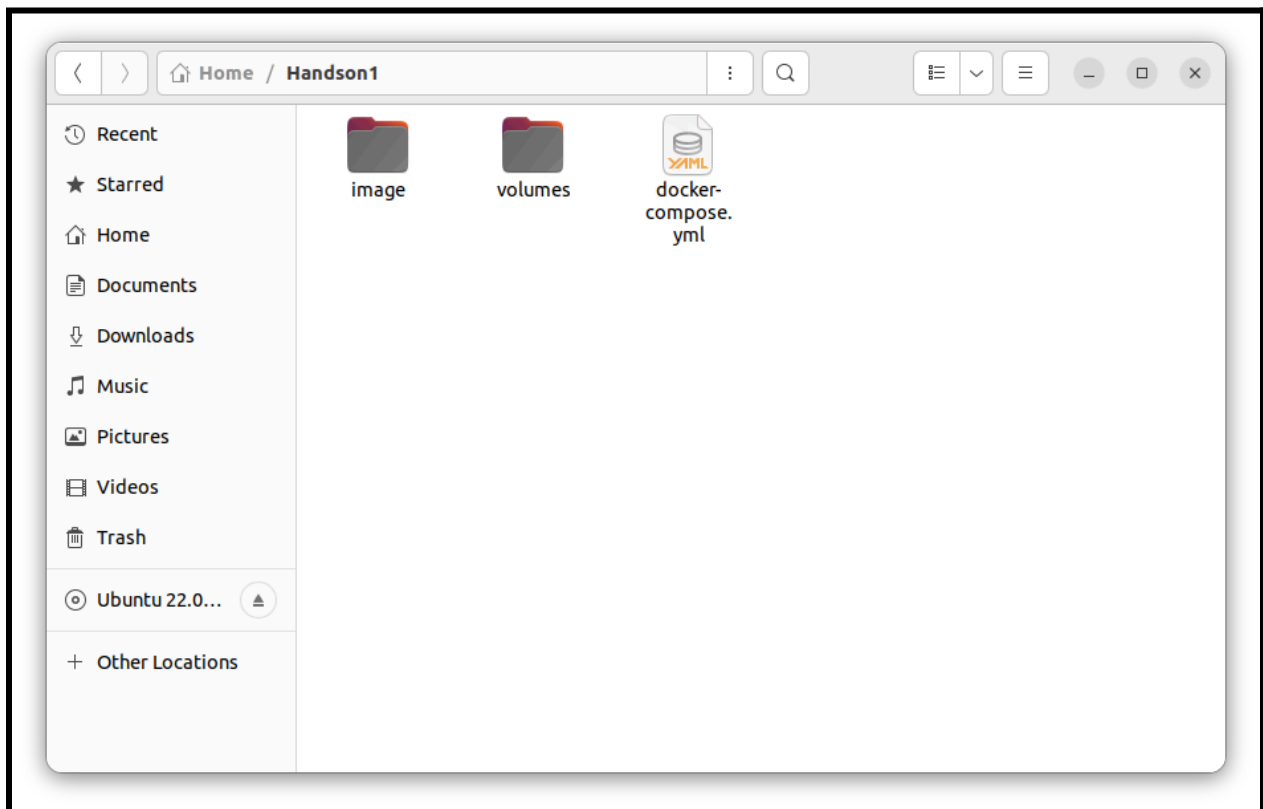 Home / Handson1
Recent
Starred
Home
Documents
Downloads
Music
Pictures
Videos
Trash
Ubuntu 22.0...
Other Locations
image
volumes
YAML
docker-
compose.
yml